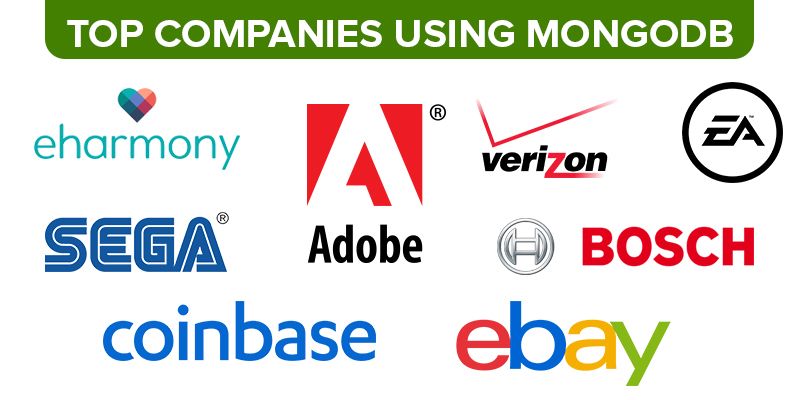 TOP COMPANIES USING MONGODB
eharmony
Adobe
®
verizon
EA
SEGA
®
BOSCH
coinbase
ebay